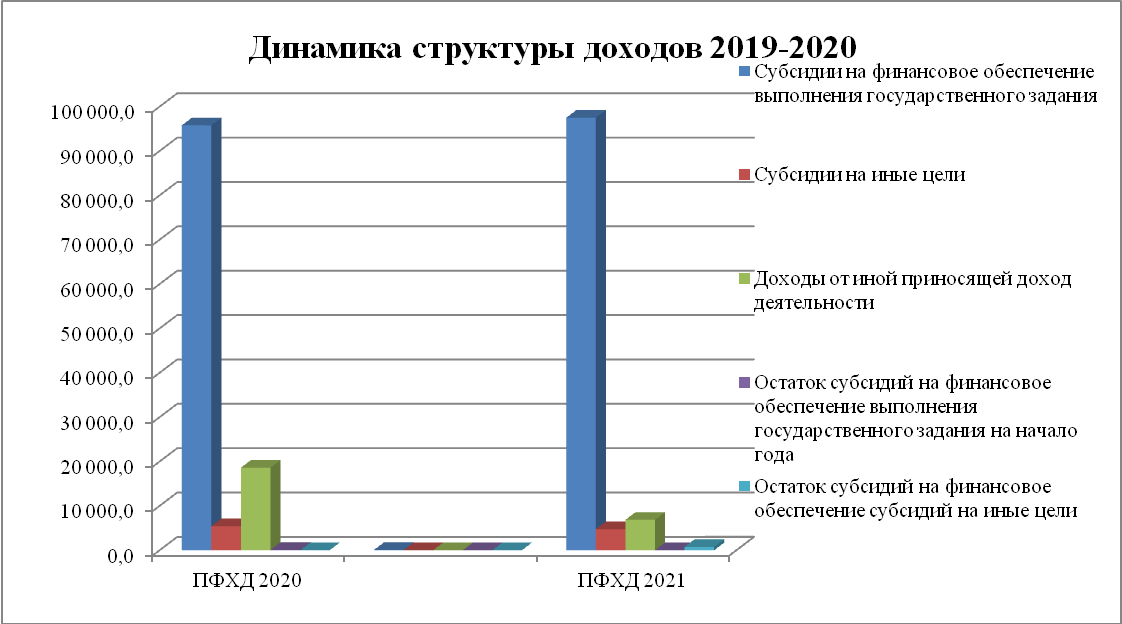 Динамика структуры доходов 2019-2020
100 000,0
90 000,0
80 000,0
70 000,0
60 000,0
50 000,0
40 000,0
30 000,0
20 000,0
10 000,0
0,0
ПФХД 2020
ПФХД 2021
Субсидии на финансовое обеспечение
выполнения государственного задания
Субсидии на иные цели
Доходы от иной приносящей доход
деятельности
Остаток субсидий на финансовое
обеспечение выполнения
государственного задания на начало
года
Остаток субсидий на финансовое
обеспечение субсидий на иные цели